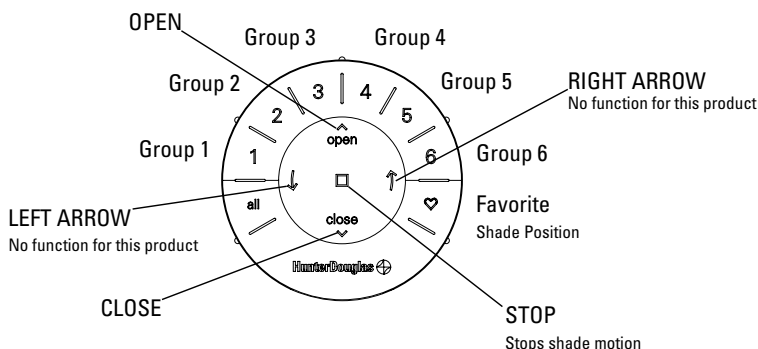 OPEN
Group 3
Group 4
Group 2
Group 5
RIGHT ARROW
No function for this product
3
4
2
5
open
Group 1
1
6
Group 6
all
Favorite
Shade Position
LEFT ARROW
No function for this product
close
HunterDouglas
CLOSE
STOP
Stops shade motion